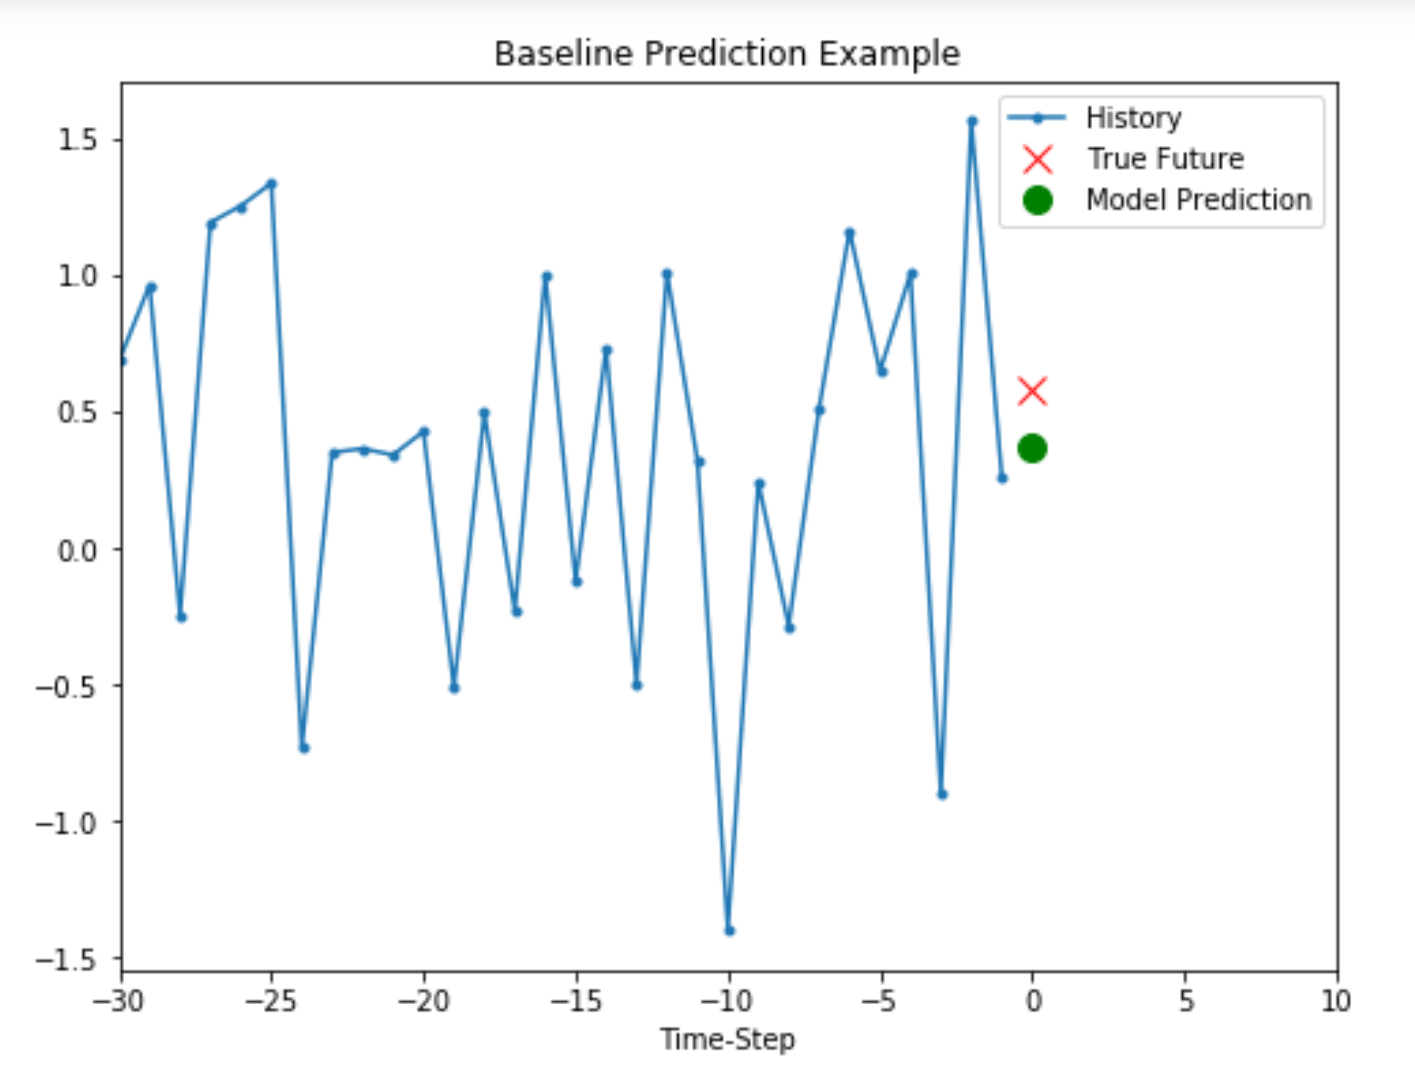 Baseline Prediction Example
History
True Future
Model Prediction
1.5
1.0
0.5
0.0
−0.5
−1.0
−1.5
−30 −25 −20 −15 −10 −5 0 5 10
Time-Step